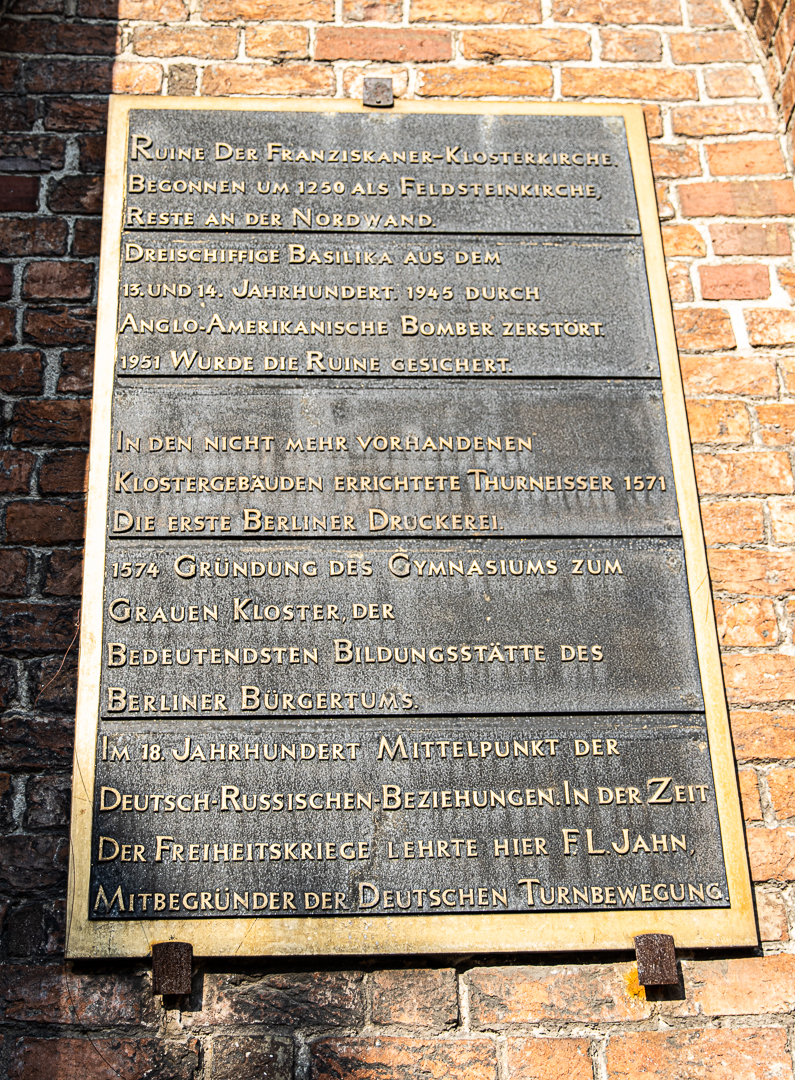 Ruine Der Franziskaner-Klosterkirche.
Begonnen um 1250 als Feldsteinkirche,
Reste an der Nordwand.
Dreischiffige Basilika aus dem
13. und 14. Jahrhundert. 1945 durch
Anglo-Amerikanische Bomber zerstört.
1951 Wurde die Ruine gesichert.
In den nicht mehr vorhandenen
Klostergebäuden errichtete Thurneisser 1571
Die erste Berliner Druckerei.
1574 Gründung des Gymnasiums zum
Grauen Kloster, der
Bedeutendsten Bildungsstätte des
Berliner Bürgertums.
Im 18. Jahrhundert Mittelpunkt der
Deutsch-Russischen-Beziehungen. In der Zeit
Der Freiheitskriege lehrte hier F. L. Jahn,
Mitbegründer der Deutschen Turnbewegung.